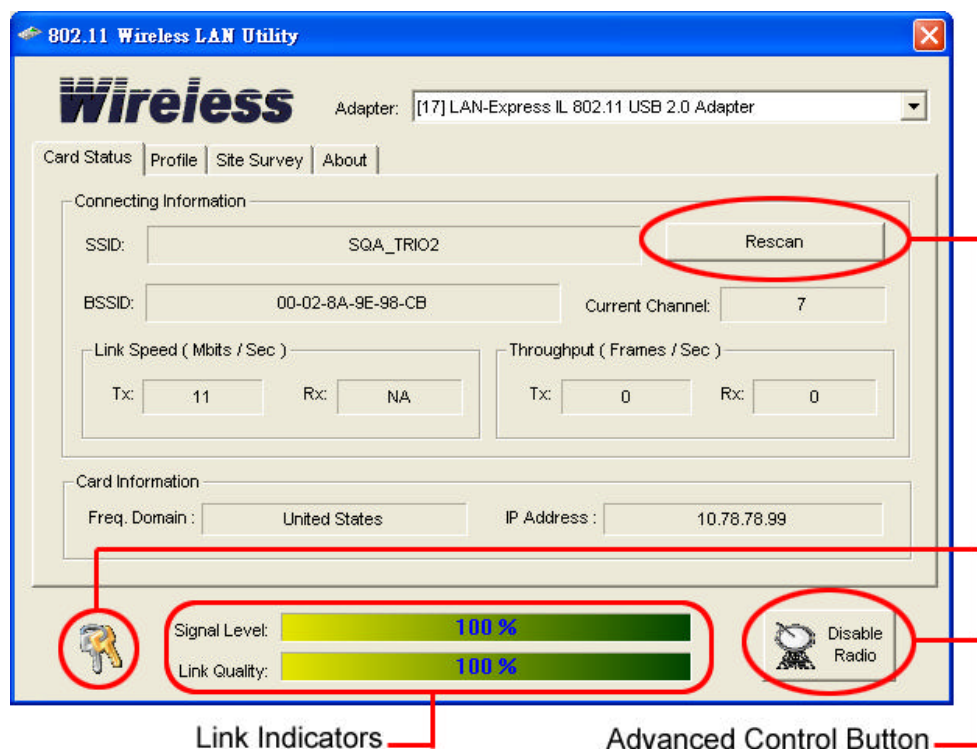 802.11 Wireless LAN Utility
Wireless
Adapter: [17] LAN-Express IL 802.11 USB 2.0 Adapter
Card Status Profile Site Survey About
Connecting Information
SSID: SQA_TRIO2 Rescan
BSSID: 00-02-8A-9E-98-CB Current Channel: 7
Link Speed ( Mbits / Sec ) Throughput ( Frames / Sec )
Tx: 11 Rx: NA Tx: 0 Rx: 0
Card Information
Freq. Domain : United States IP Address : 10.78.78.99
Signal Level: 100 %
Link Quality: 100 %
Disable
Radio
Link Indicators
Advanced Control Button